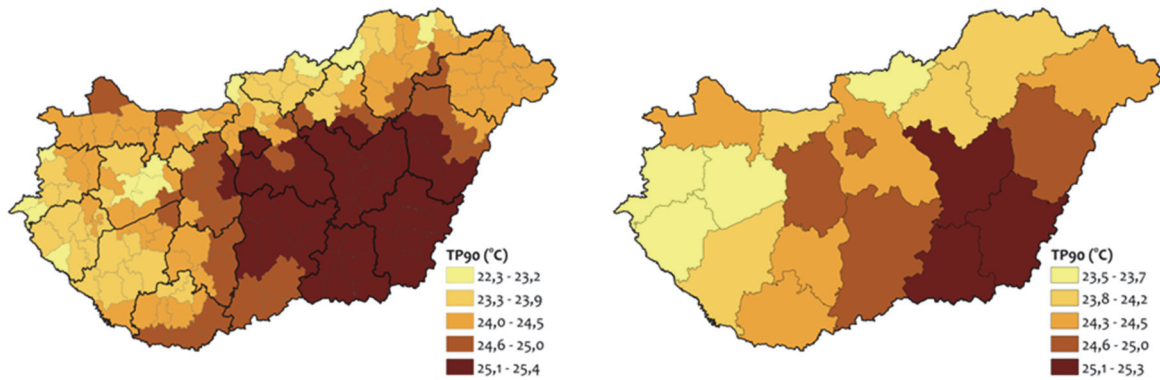 TP90 (°C)
22,3 - 23,2
23,3 - 23,9
24,0 - 24,5
24,6 - 25,0
25,1 - 25,4
TP90 (°C)
23,5 - 23,7
23,8 - 24,2
24,3 - 24,5
24,6 - 25,0
25,1 - 25,3